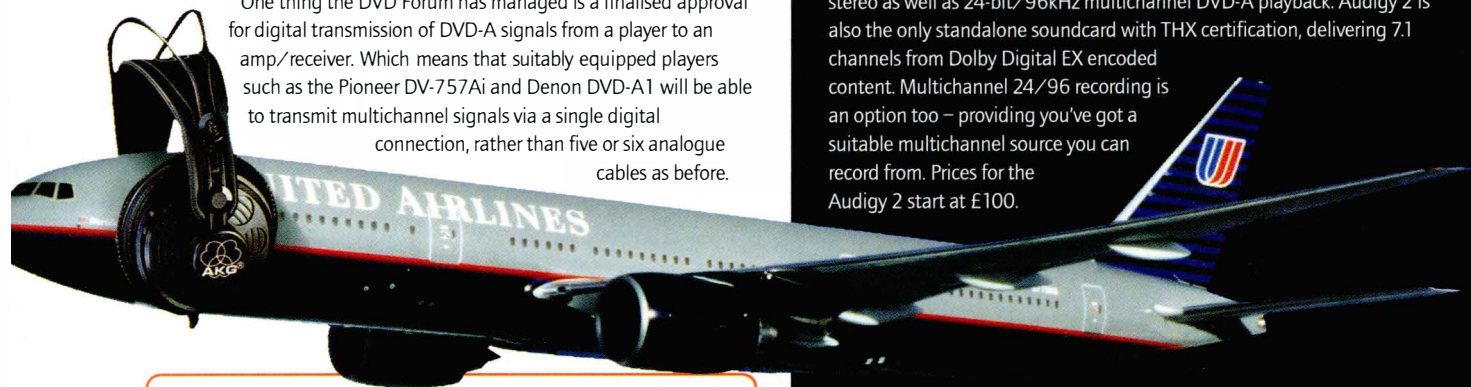 One thing the DVD Forum has managed is a finalised approval
for digital transmission of DVD-A signals from a player to an
amp/receiver. Which means that suitably equipped players
such as the Pioneer DV-757Ai and Denon DVD-A1 will be able
to transmit multichannel signals via a single digital
connection, rather than five or six analogue
cables as before.
stereo as well as 24-bit/96kHz multichannel DVD-A playback. Audigy 2 is
also the only standalone soundcard with THX certification, delivering 7.1
channels from Dolby Digital EX encoded
content. Multichannel 24/96 recording is
an option too – providing you've got a
suitable multichannel source you can
record from. Prices for the
Audigy 2 start at £100.
UNITED AIRLINES
AKG